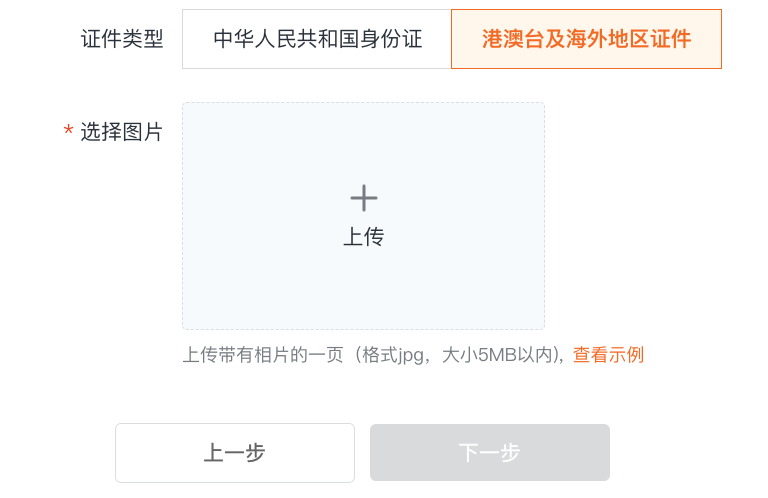 证件类型 中华人民共和国身份证 港澳台及海外地区证件
* 选择图片
上传
上传带有相片的一页（格式jpg，大小5MB以内)，查看示例
上一步 下一步